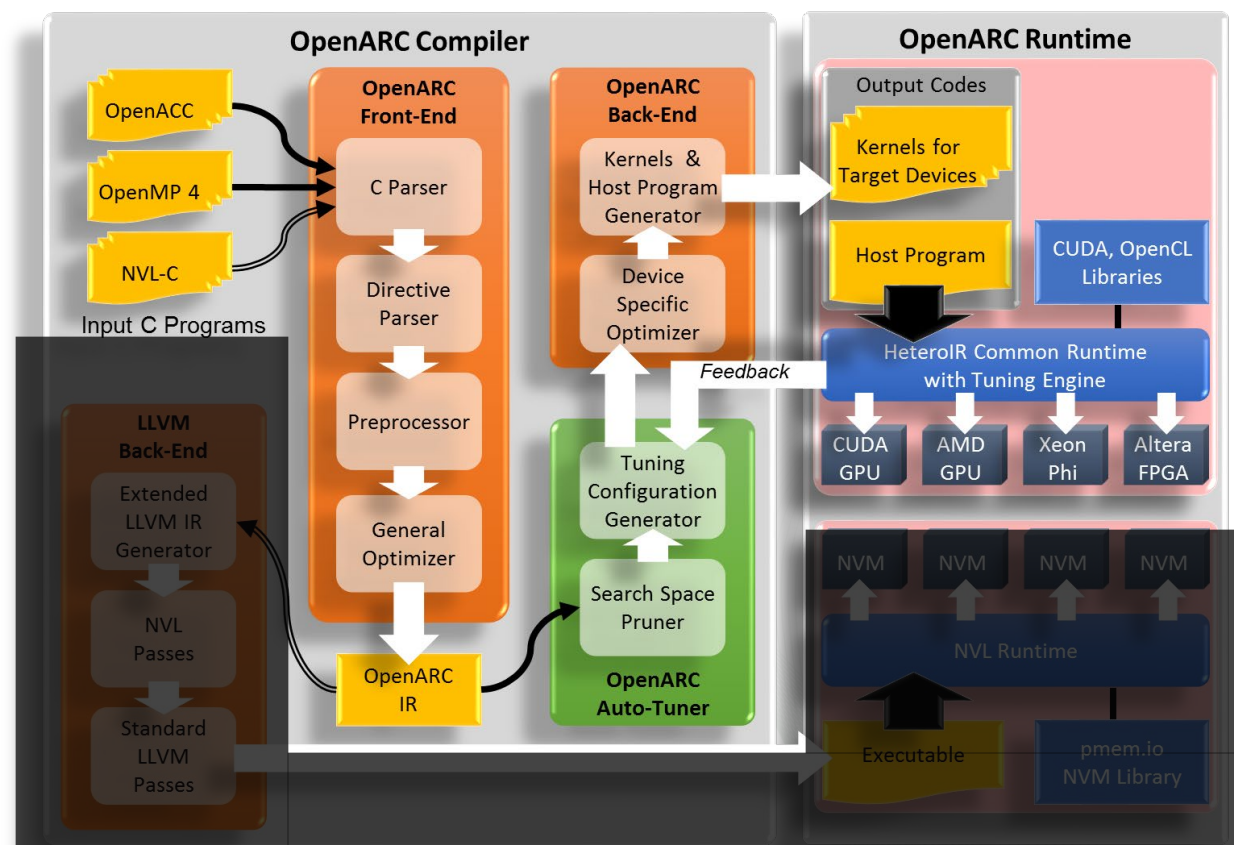 OpenARC Compiler
OpenACC
OpenMP 4
NVL-C
Input C Programs
OpenARC
Front-End
C Parser
Directive
Parser
Preprocessor
General
Optimizer
OpenARC
IR
LLVM
Back-End
Extended
LLVM IR
Generator
NVL
Passes
Standard
LLVM
Passes
OpenARC
Back-End
Kernels &
Host Program
Generator
Device
Specific
Optimizer
Feedback
Tuning
Configuration
Generator
Search Space
Pruner
OpenARC
Auto-Tuner
OpenARC Runtime
Output Codes
Kernels for
Target Devices
Host Program
CUDA, OpenCL
Libraries
HeteroIR Common Runtime
with Tuning Engine
CUDA
GPU
AMD
GPU
Xeon
Phi
Altera
FPGA
NVM
NVM
NVM
NVM
NVL Runtime
Executable
pmem.io
NVM Library